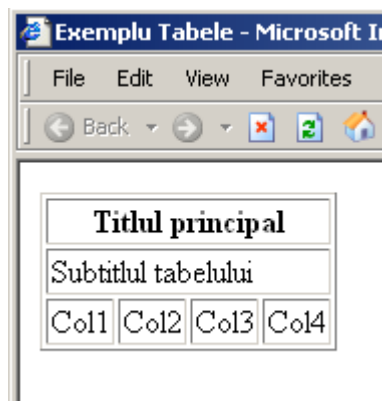 Exemplu Tabele - Microsoft
File Edit View Favorites
Back
Titlul principal
Subtitlul tabelului
Col1 Col2 Col3 Col4